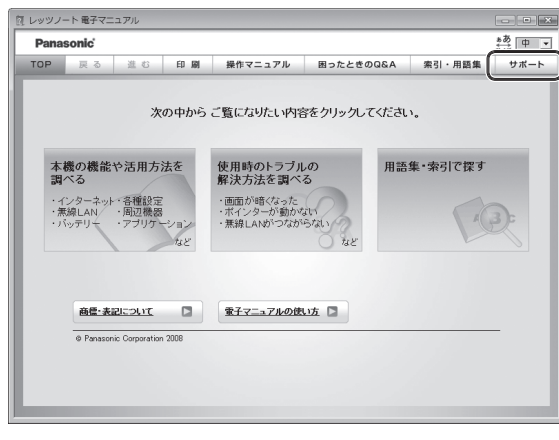 レッツノート 電子マニュアル
Panasonic
あ あ 中
TOP 戻る 進む 印刷 操作マニュアル 困ったときのQ&A 索引・用語集 サポート
次の中から ご覧になりたい内容をクリックしてください。
本機の機能や活用方法を
調べる
・インターネット ・各種設定
・無線LAN ・周辺機器
・バッテリー ・アプリケーション
など
使用時のトラブルの
解決方法を調べる
・画面が暗くなった
・ポインターが動かない
・無線LANがつながらない
など
用語集・索引で探す
商標・表記について
電子マニュアルの使い方
© Panasonic Corporation 2008